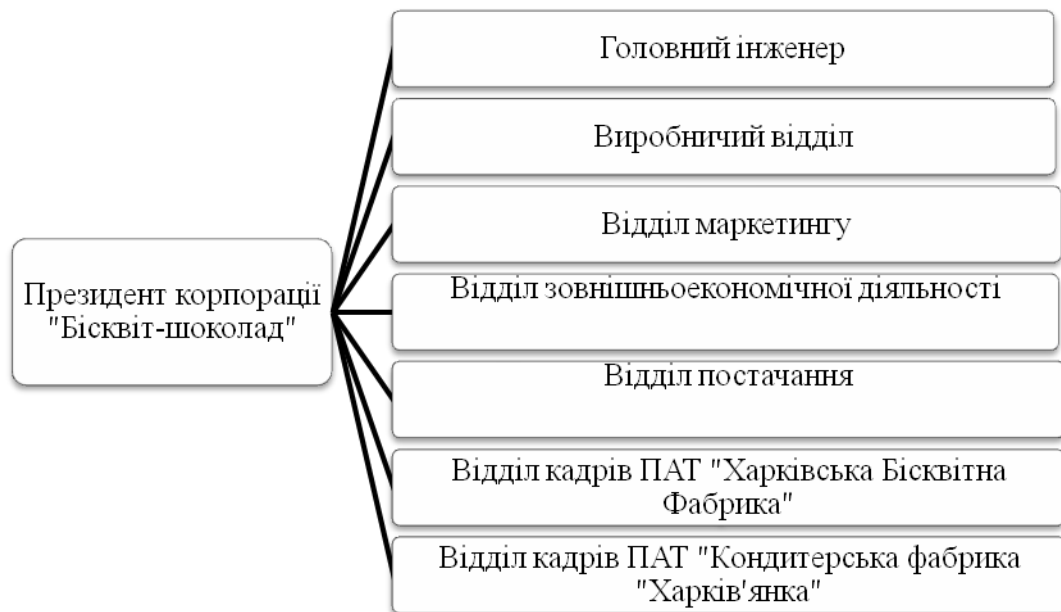 Головний інженер
Виробничий відділ
Відділ маркетингу
Президент корпорації
"Бісквіт-шоколад"
Відділ зовнішньоекономічної діяльності
Відділ постачання
Відділ кадрів ПАТ "Харківська Бісквітна
Фабрика"
Відділ кадрів ПАТ "Кондитерська фабрика
"Харків'янка"